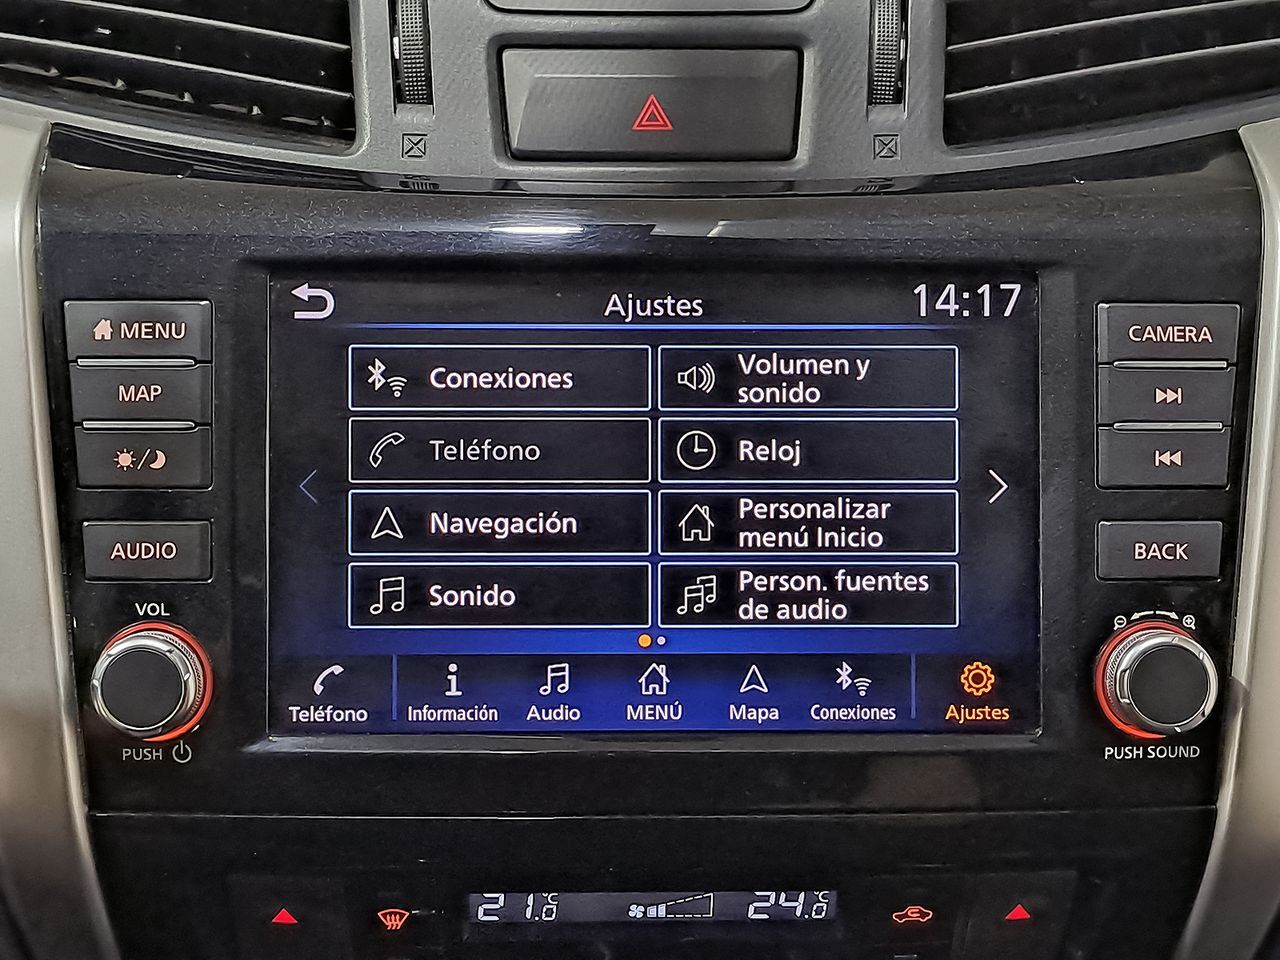 Ajustes
14:17
MENU
MAP
AUDIO
VOL
PUSH
Conexiones
Volumen y
sonido
Teléfono
Reloj
Navegación
Personalizar
menú Inicio
Sonido
Person. fuentes
de audio
Teléfono
Información
Audio
MENÚ
Mapa
Conexiones
Ajustes
CAMERA
BACK
PUSH SOUND
21.0°C
24.0°C